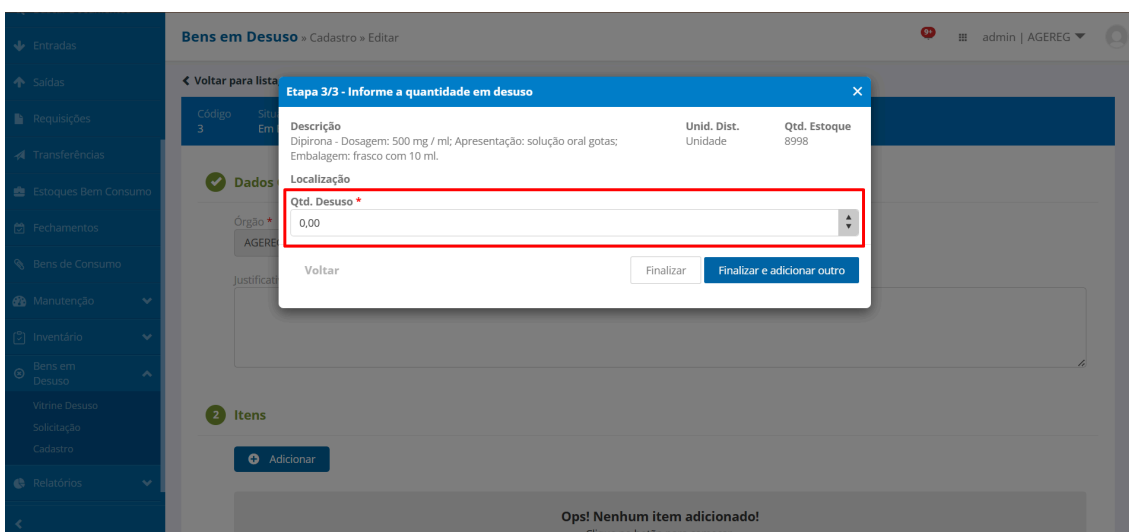 Entradas
Saídas
Requisições
Transferências
Estoques Bem Consumo
Fechamentos
Bens de Consumo
Manutenção
Inventário
Bens em
Desuso
Vitrine Desuso
Solicitação
Cadastro
Relatórios
Bens em Desuso » Cadastro » Editar
9+
admin | AGEREG
Voltar para lista
Código
3
Situ
Em
Etapa 3/3 - Informe a quantidade em desuso
Descrição
Dipirona - Dosagem: 500 mg / ml; Apresentação: solução oral gotas;
Embalagem: frasco com 10 ml.
Unid. Dist.
Unidade
Qtd. Estoque
8998
Localização
Qtd. Desuso *
0,00
Voltar
Finalizar
Finalizar e adicionar outro
Dados
Órgão *
AGERE
Justificati
2 Itens
Adicionar
Ops! Nenhum item adicionado!